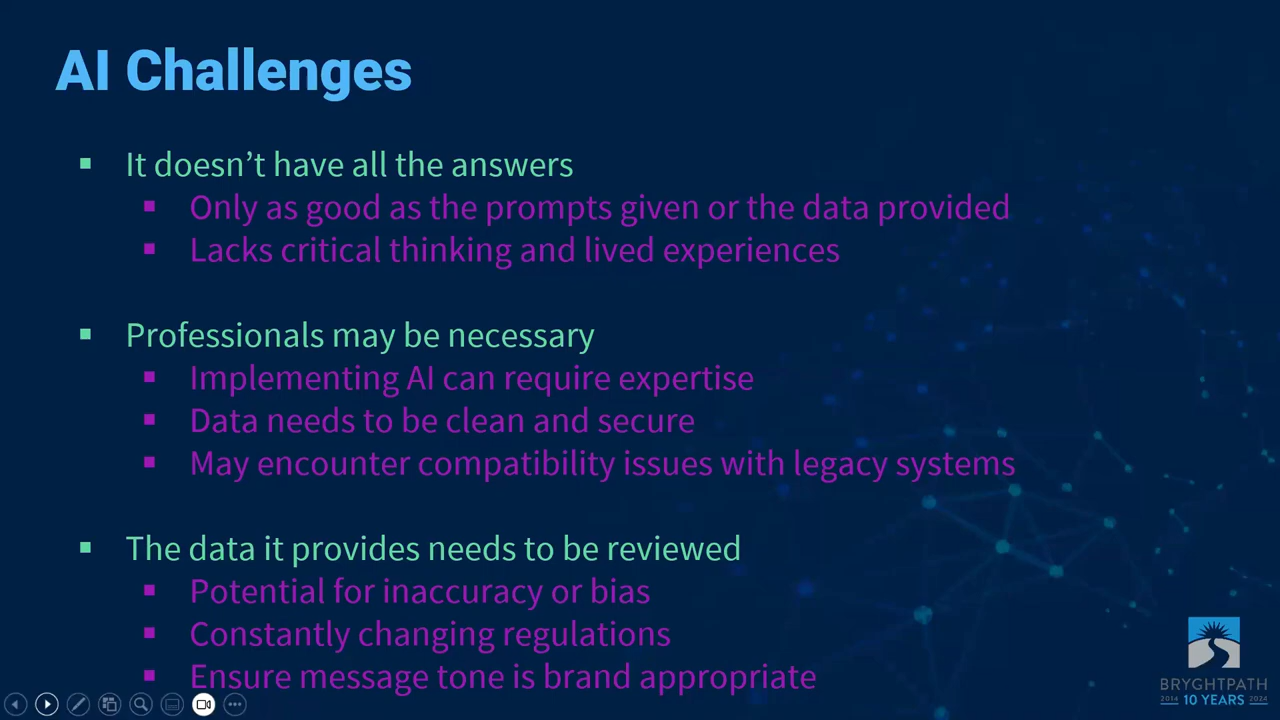 AI Challenges
▪ It doesn’t have all the answers
▪ Only as good as the prompts given or the data provided
▪ Lacks critical thinking and lived experiences
▪ Professionals may be necessary
▪ Implementing AI can require expertise
▪ Data needs to be clean and secure
▪ May encounter compatibility issues with legacy systems
▪ The data it provides needs to be reviewed
▪ Potential for inaccuracy or bias
▪ Constantly changing regulations
▪ Ensure message tone is brand appropriate
BRYGHTPATH
2014 10 YEARS 2024